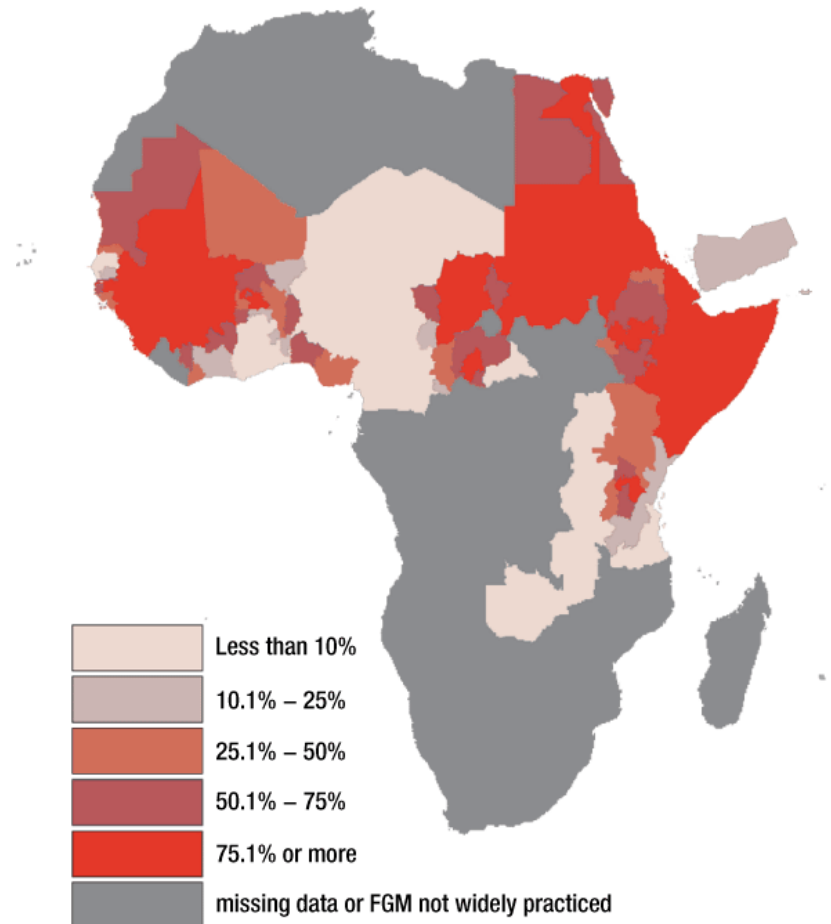 Less than 10%
10.1% – 25%
25.1% – 50%
50.1% – 75%
75.1% or more
missing data or FGM not widely practiced